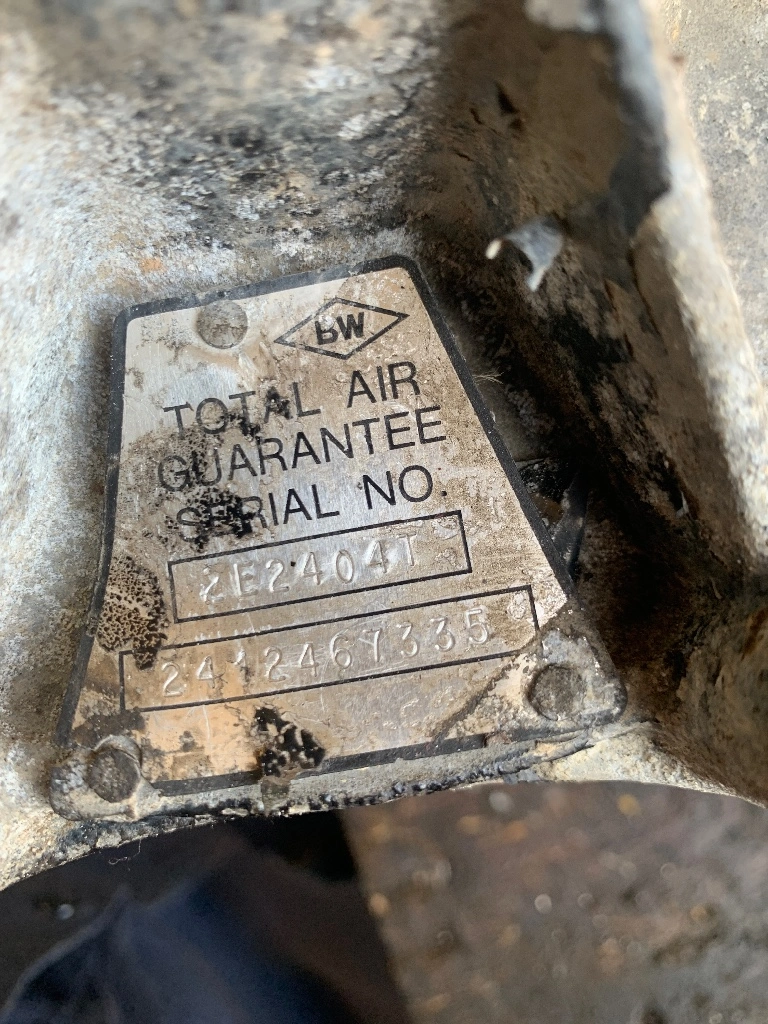 BW
TOTAL AIR
GUARANTEE
SERIAL NO.
2E2404T
2412467335